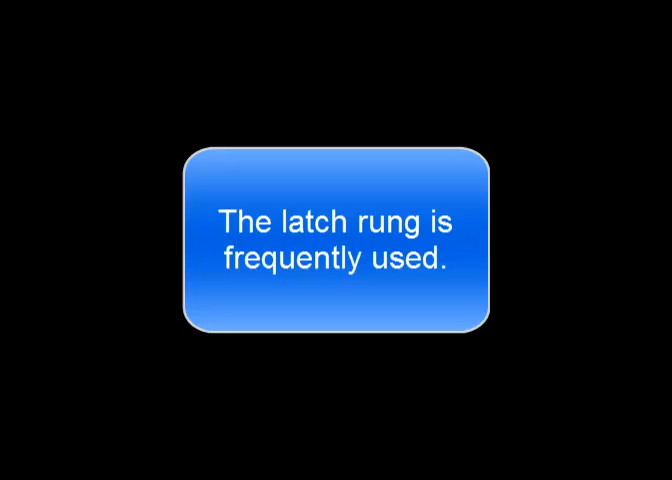 The latch rung is
frequently used.